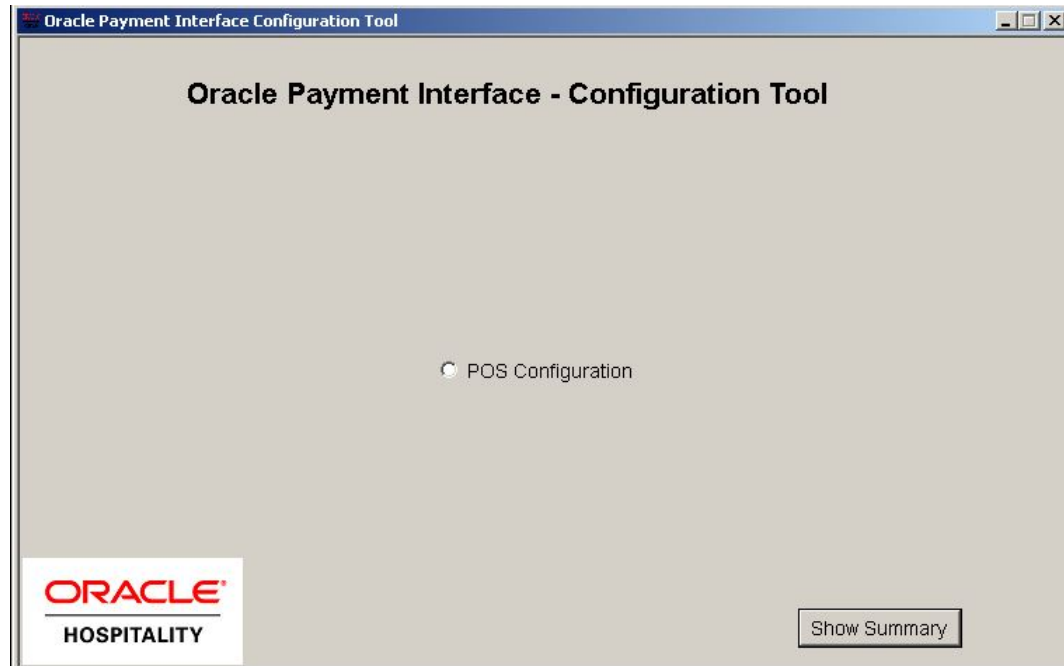 Oracle Payment Interface Configuration Tool
Oracle Payment Interface - Configuration Tool
POS Configuration
ORACLE®
HOSPITALITY
Show Summary